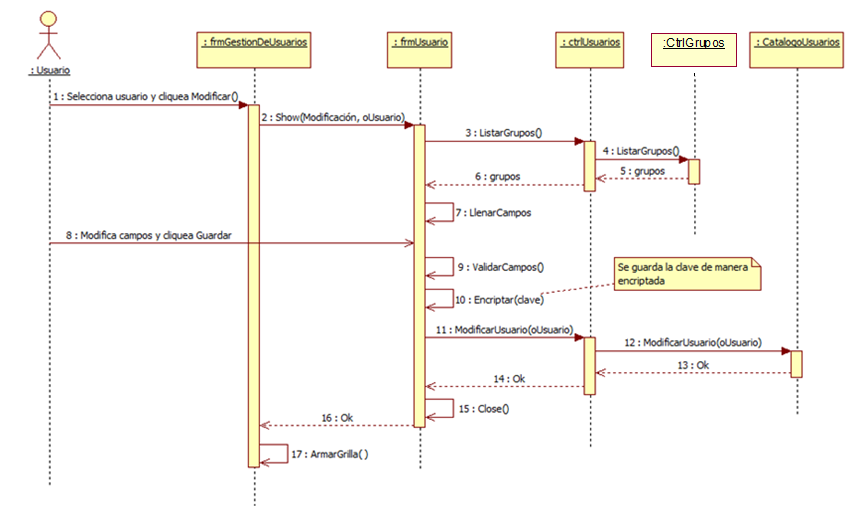 : frmGestionDeUsuarios
: frmUsuario
: ctrlUsuarios
:CtrlGrupos
: CatalogoUsuarios
: Usuario
1 : Selecciona usuario y cliquea Modificar()
2 : Show(Modificación, oUsuario)
3 : ListarGrupos()
4 : ListarGrupos()
5 : grupos
6 : grupos
7 : LlenarCampos
8 : Modifica campos y cliquea Guardar
9 : ValidarCampos()
Se guarda la clave de manera
encriptada
10 : Encriptar(clave)
11 : ModificarUsuario(oUsuario)
12 : ModificarUsuario(oUsuario)
13 : Ok
14 : Ok
15 : Close()
16 : Ok
17 : ArmarGrilla( )